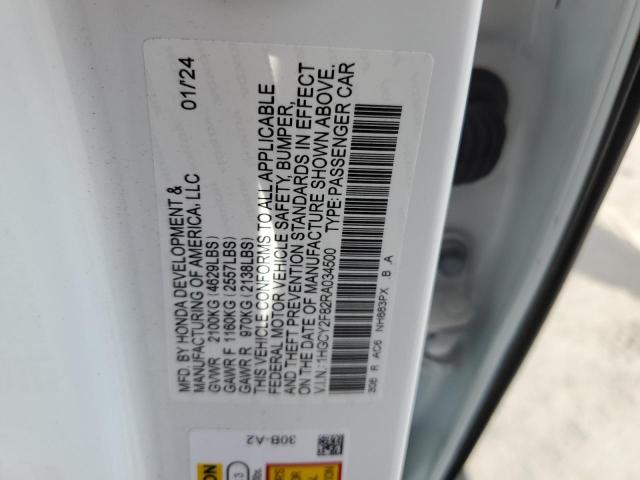 MFD. BY HONDA DEVELOPMENT &
MANUFACTURING OF AMERICA, LLC 01/'24
GVWR 2100KG (4629LBS)
GAWR F 1160KG (2557LBS)
GAWR R 970KG (2138LBS)
THIS VEHICLE CONFORMS TO ALL APPLICABLE
FEDERAL MOTOR VEHICLE SAFETY, BUMPER,
AND THEFT PREVENTION STANDARDS IN EFFECT
ON THE DATE OF MANUFACTURE SHOWN ABOVE.
V.I.N.: 1HGCY2F82RA034500 TYPE: PASSENGER CAR
30B R AC6 NH883PX .B .A
30B-A2
3